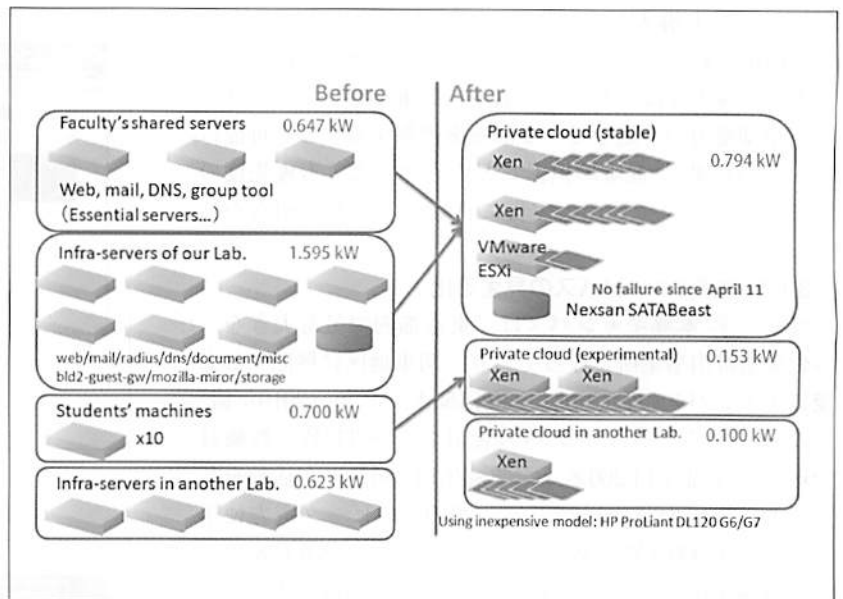 Before
After
Faculty's shared servers 0.647 kW
Web, mail, DNS, group tool
(Essential servers...)
Infra-servers of our Lab. 1.595 kW
web/mail/radius/dns/document/misc
bld2-guest-gw/mozilla-miror/storage
Students' machines 0.700 kW
x10
Infra-servers in another Lab. 0.623 kW
Private cloud (stable)
Xen 0.794 kW
Xen
VMware
ESXi
No failure since April 11
Nexsan SATABeast
Private cloud (experimental) 0.153 kW
Xen Xen
Private cloud in another Lab. 0.100 kW
Xen
Using inexpensive model: HP ProLiant DL120 G6/G7